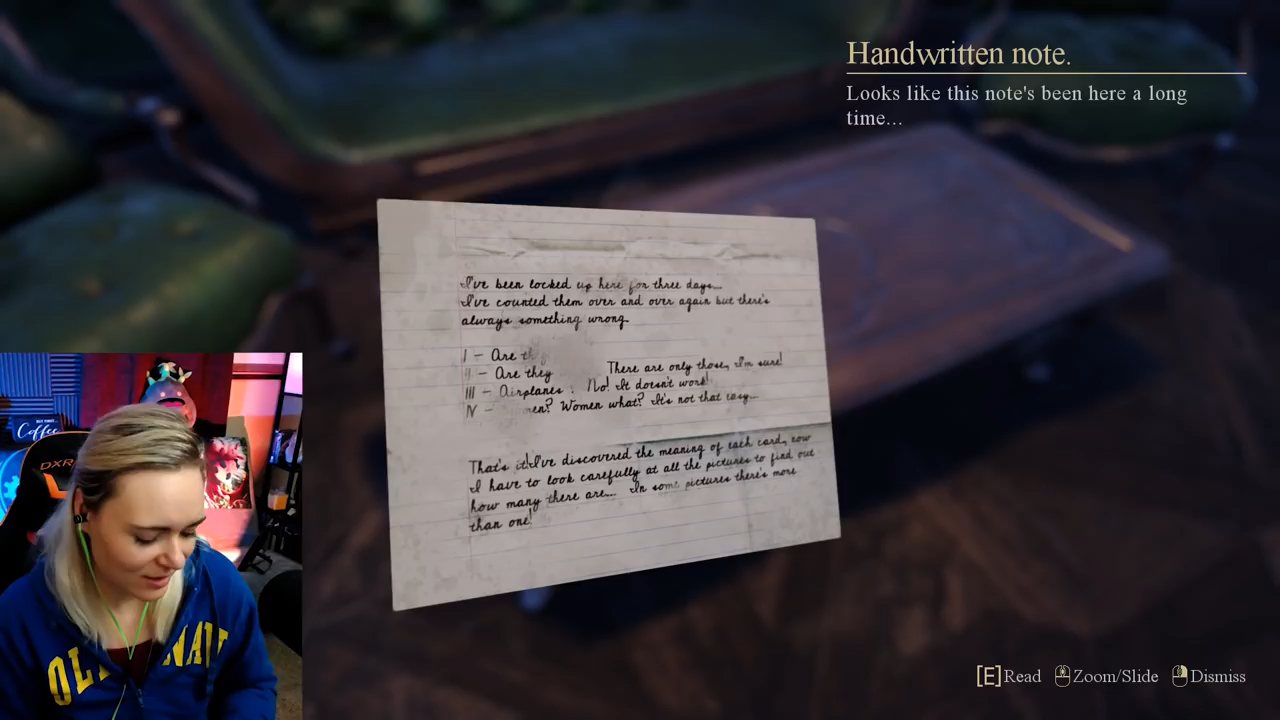 Handwritten note.
Looks like this note's been here a long
time...
I've been locked up here for three days...
I've counted them over and over again but there's
always something wrong.
I - Are
II - Are they
There are only those, I'm sure!
III - Airplanes
No! It doesn't work!
IV -
Women what? It's not that easy...
That's it! I've discovered the meaning of each card, now
I have to look carefully at all the pictures to find out
how many there are... In some pictures there's more
than one!
Coffee
DXR
OLD NAV
[E] Read Zoom/Slide Dismiss